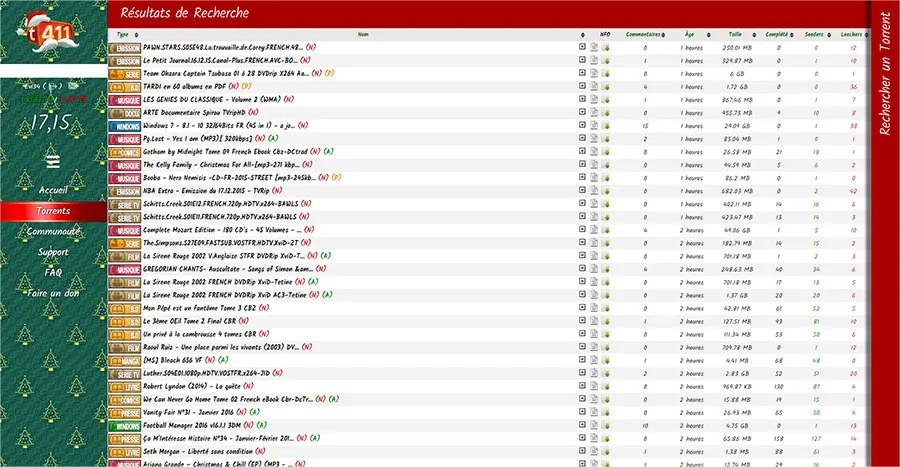 t411
17,15
Accueil
Torrents
Communauté
Support
FAQ
Faire un don
Résultats de Recherche
Rechercher un Torrent
Type Nom NFO Commentaires Âge Taille Complété Seeders Leechers
EMISSION PAWN.STARS.S05E48.La.trouvaille.de.Corey.FRENCH.48... (N) 0 1 heures 250.01 MB 0 0 12
EMISSION Le Petit Journal.16.12.15.Canal-Plus.FRENCH.AVC-BO... (N) 1 1 heures 329.87 MB 0 1 10
SERIE Team Ohzora Captain Tsubasa 01 à 28 DVDrip X264 Aa... (N) (P) 0 1 heures 6 GB 0 0 1
B.D TARDI en 60 albums en PDF (N) (P) 4 1 heures 1.72 GB 0 0 36
MUSIQUE LES GENIES DU CLASSIQUE - Volume 2 (WMA) (N) 1 1 heures 867.46 MB 1 7
DOCU ARTE Documentaire Spirou TVripHD (N) 0 1 heures 955.73 MB 9 10 8
WINDOWS Windows 7 - 8.1 - 10 32/64Bits FR (45 in 1) - a jo... (N) 15 1 heures 29.09 GB 0 1 38
MUSIQUE Pg.Lost - Yes I am (MP3)[320kbps] (N) (A) 2 1 heures 85.04 MB 0 0 1
COMICS Gotham by Midnight Tome 09 French Ebook Cbz-DCtrad (N) (A) 0 1 heures 26.58 MB 21 18 1
MUSIQUE The Kelly Family - Christmas For All-[mp3-271 kbp... (N) 0 1 heures 94.59 MB 5 6 2
MUSIQUE Booba - Nero Nemisis -CD-FR-2015-STREET [mp3-245kb... (N) (P) 0 1 heures 86.2 MB 0 1 0
EMISSION NBA Extra - Emission du 17.12.2015 - TVRip (N) 0 1 heures 682.03 MB 0 2 42
SERIE TV Schitts.Creek.S01E12.FRENCH.720p.HDTV.x264-BAWLS (N) 0 1 heures 402.11 MB 14 16 6
SERIE TV Schitts.Creek.S01E11.FRENCH.720p.HDTV.x264-BAWLS (N) 0 1 heures 423.47 MB 13 14 3
MUSIQUE Complete Mozart Edition - 180 CD's - 45 Volumes - ... (N) 4 2 heures 49.06 GB 1 5 10
SERIE The.Simpsons.S27E09.FASTSUB.VOSTFR.HDTV.XviD-ZT (N) 0 2 heures 182.79 MB 14 15 2
FILM La Sirene Rouge 2002 V.Anglaise STFR DVDRip XviD-T... (N) (A) 0 2 heures 701.18 MB 1 2 3
MUSIQUE GREGORIAN CHANTS- Auscultate - Songs of Simon &am... (N) 4 2 heures 248.63 MB 40 34 6
FILM La Sirene Rouge 2002 FRENCH DVDRip XviD-Tetine (N) (A) 0 2 heures 701.18 MB 17 13 5
FILM La Sirene Rouge 2002 FRENCH DVDRip XviD AC3-Tetine (N) (A) 0 2 heures 1.37 GB 20 20 6
B.D Mon Pépé est un fantôme Tome 3 CBZ (N) 0 2 heures 42.81 MB 61 52 5
B.D Le 3ème OEil Tome 2 Final CBR (N) 0 2 heures 127.51 MB 93 81 10
B.D Un privé à la cambrousse 4 tomes CBR (N) 0 2 heures 111.34 MB 53 50 6
FILM Raoul Ruiz - Une place parmi les vivants (2003) DV... (N) 0 2 heures 709.78 MB 1 12
MANGA [MS] Bleach 656 VF (N) (A) 1 2 heures 4.41 MB 68 48 0
SERIE TV Luther.S04E01.1080p.HDTV.VOSTFR.x264-JiD (N) 2 2 heures 2.83 GB 52 51 20
LIVRE Robert Lyndon (2014) - La quête (N) 0 2 heures 969.87 KB 130 87 4
COMICS We Can Never Go Home Tome 02 French eBook Cbr-DcTr... (N) (A) 0 2 heures 15.88 MB 19 15 1
PRESSE Vanity Fair N°31 - Janvier 2016 (N) (A) 0 2 heures 26.93 MB 65 50 4
WINDOWS Football Manager 2016 v16.1.1 3DM (N) (A) 10 2 heures 4.75 GB 0 1 13
PRESSE Ça M'Intéresse Histoire N°34 - Janvier-Février 201... (N) (A) 0 2 heures 65.86 MB 158 127 14
LIVRE Seth Morgan - Liberté sans condition (N) 0 2 heures 1.38 MB 88 61 3
MUSIQUE Ariana Grande - Christmas & Chill (EP) (MP3 - ... (N) 0 2 heures 12.74 MB 29 16 2